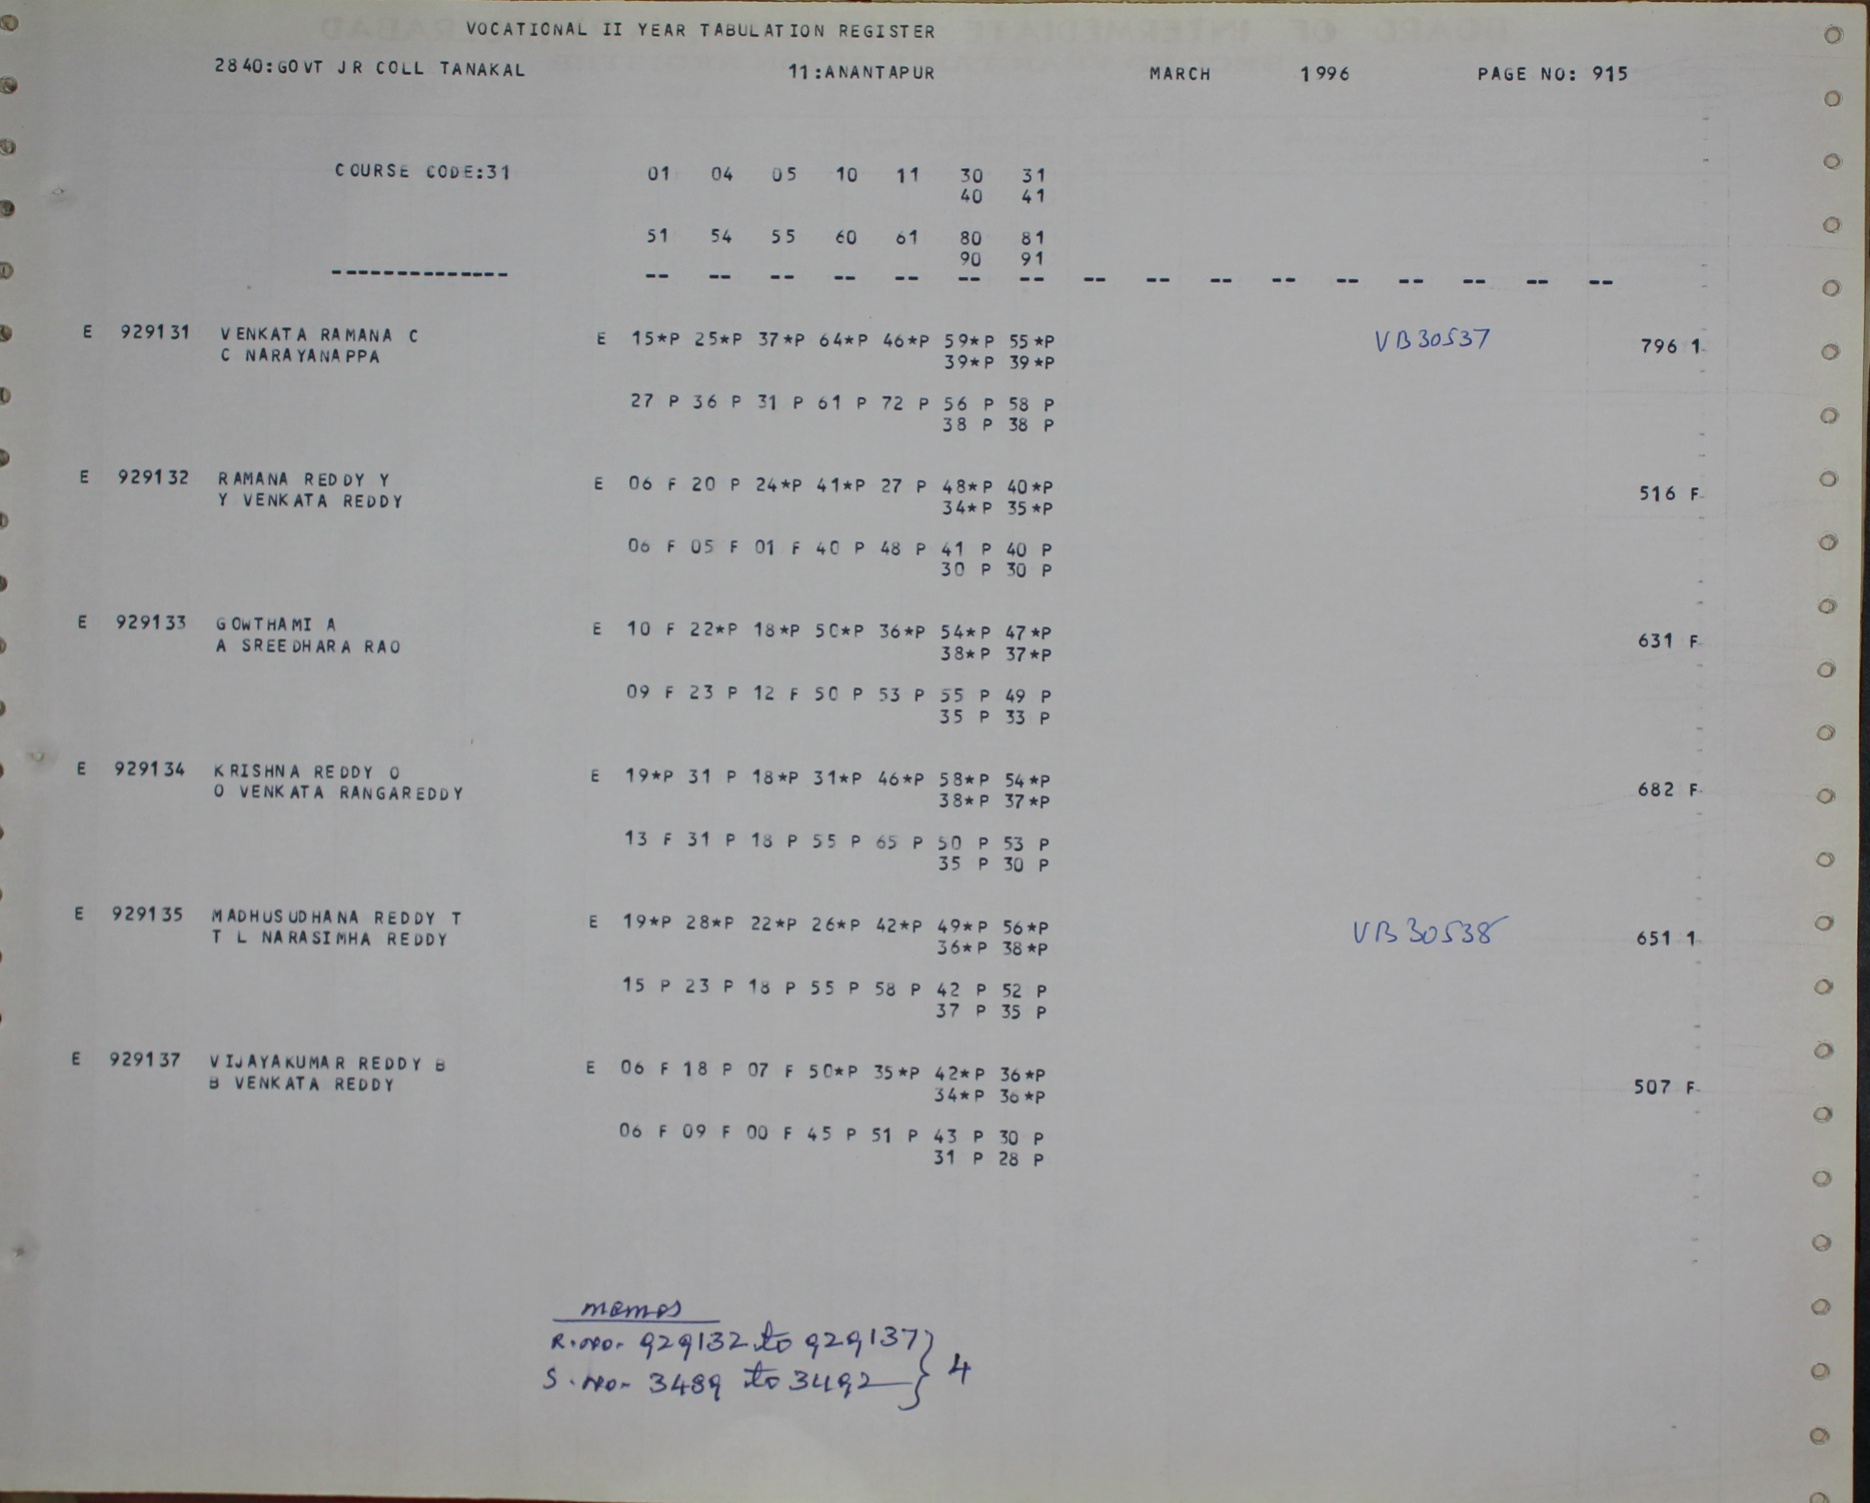 VOCATIONAL II YEAR TABULATION REGISTER
2840:GOVT JR COLL TANAKAL 11:ANANTAPUR MARCH 1996 PAGE NO: 915
COURSE CODE:31 01 04 05 10 11 30 31
40 41
51 54 55 60 61 80 81
90 91
-------------- -- -- -- -- -- -- -- -- -- -- -- -- -- -- -- --
E 929131 VENKATA RAMANA C E 15*P 25*P 37*P 64*P 46*P 59*P 55*P VB30537 796 1
C NARAYANAPPA 39*P 39*P
27 P 36 P 31 P 61 P 72 P 56 P 58 P
38 P 38 P
E 929132 RAMANA REDDY Y E 06 F 20 P 24*P 41*P 27 P 48*P 40*P 516 F
Y VENKATA REDDY 34*P 35*P
06 F 05 F 01 F 40 P 48 P 41 P 40 P
30 P 30 P
E 929133 GOWTHAMI A E 10 F 22*P 18*P 50*P 36*P 54*P 47*P 631 F
A SREEDHARA RAO 38*P 37*P
09 F 23 P 12 F 50 P 53 P 55 P 49 P
35 P 33 P
E 929134 KRISHNA REDDY O E 19*P 31 P 18*P 31*P 46*P 58*P 54*P 682 F
O VENKATA RANGAREDDY 38*P 37*P
13 F 31 P 18 P 55 P 65 P 50 P 53 P
35 P 30 P
E 929135 MADHUSUDHANA REDDY T E 19*P 28*P 22*P 26*P 42*P 49*P 56*P VB30538 651 1
T L NARASIMHA REDDY 36*P 38*P
15 P 23 P 18 P 55 P 58 P 42 P 52 P
37 P 35 P
E 929137 VIJAYAKUMAR REDDY B E 06 F 18 P 07 F 50*P 35*P 42*P 36*P 507 F
B VENKATA REDDY 34*P 36*P
06 F 09 F 00 F 45 P 51 P 43 P 30 P
31 P 28 P
memos
R.no. 929132 to 929137
S.no- 3489 to 3492 } 4